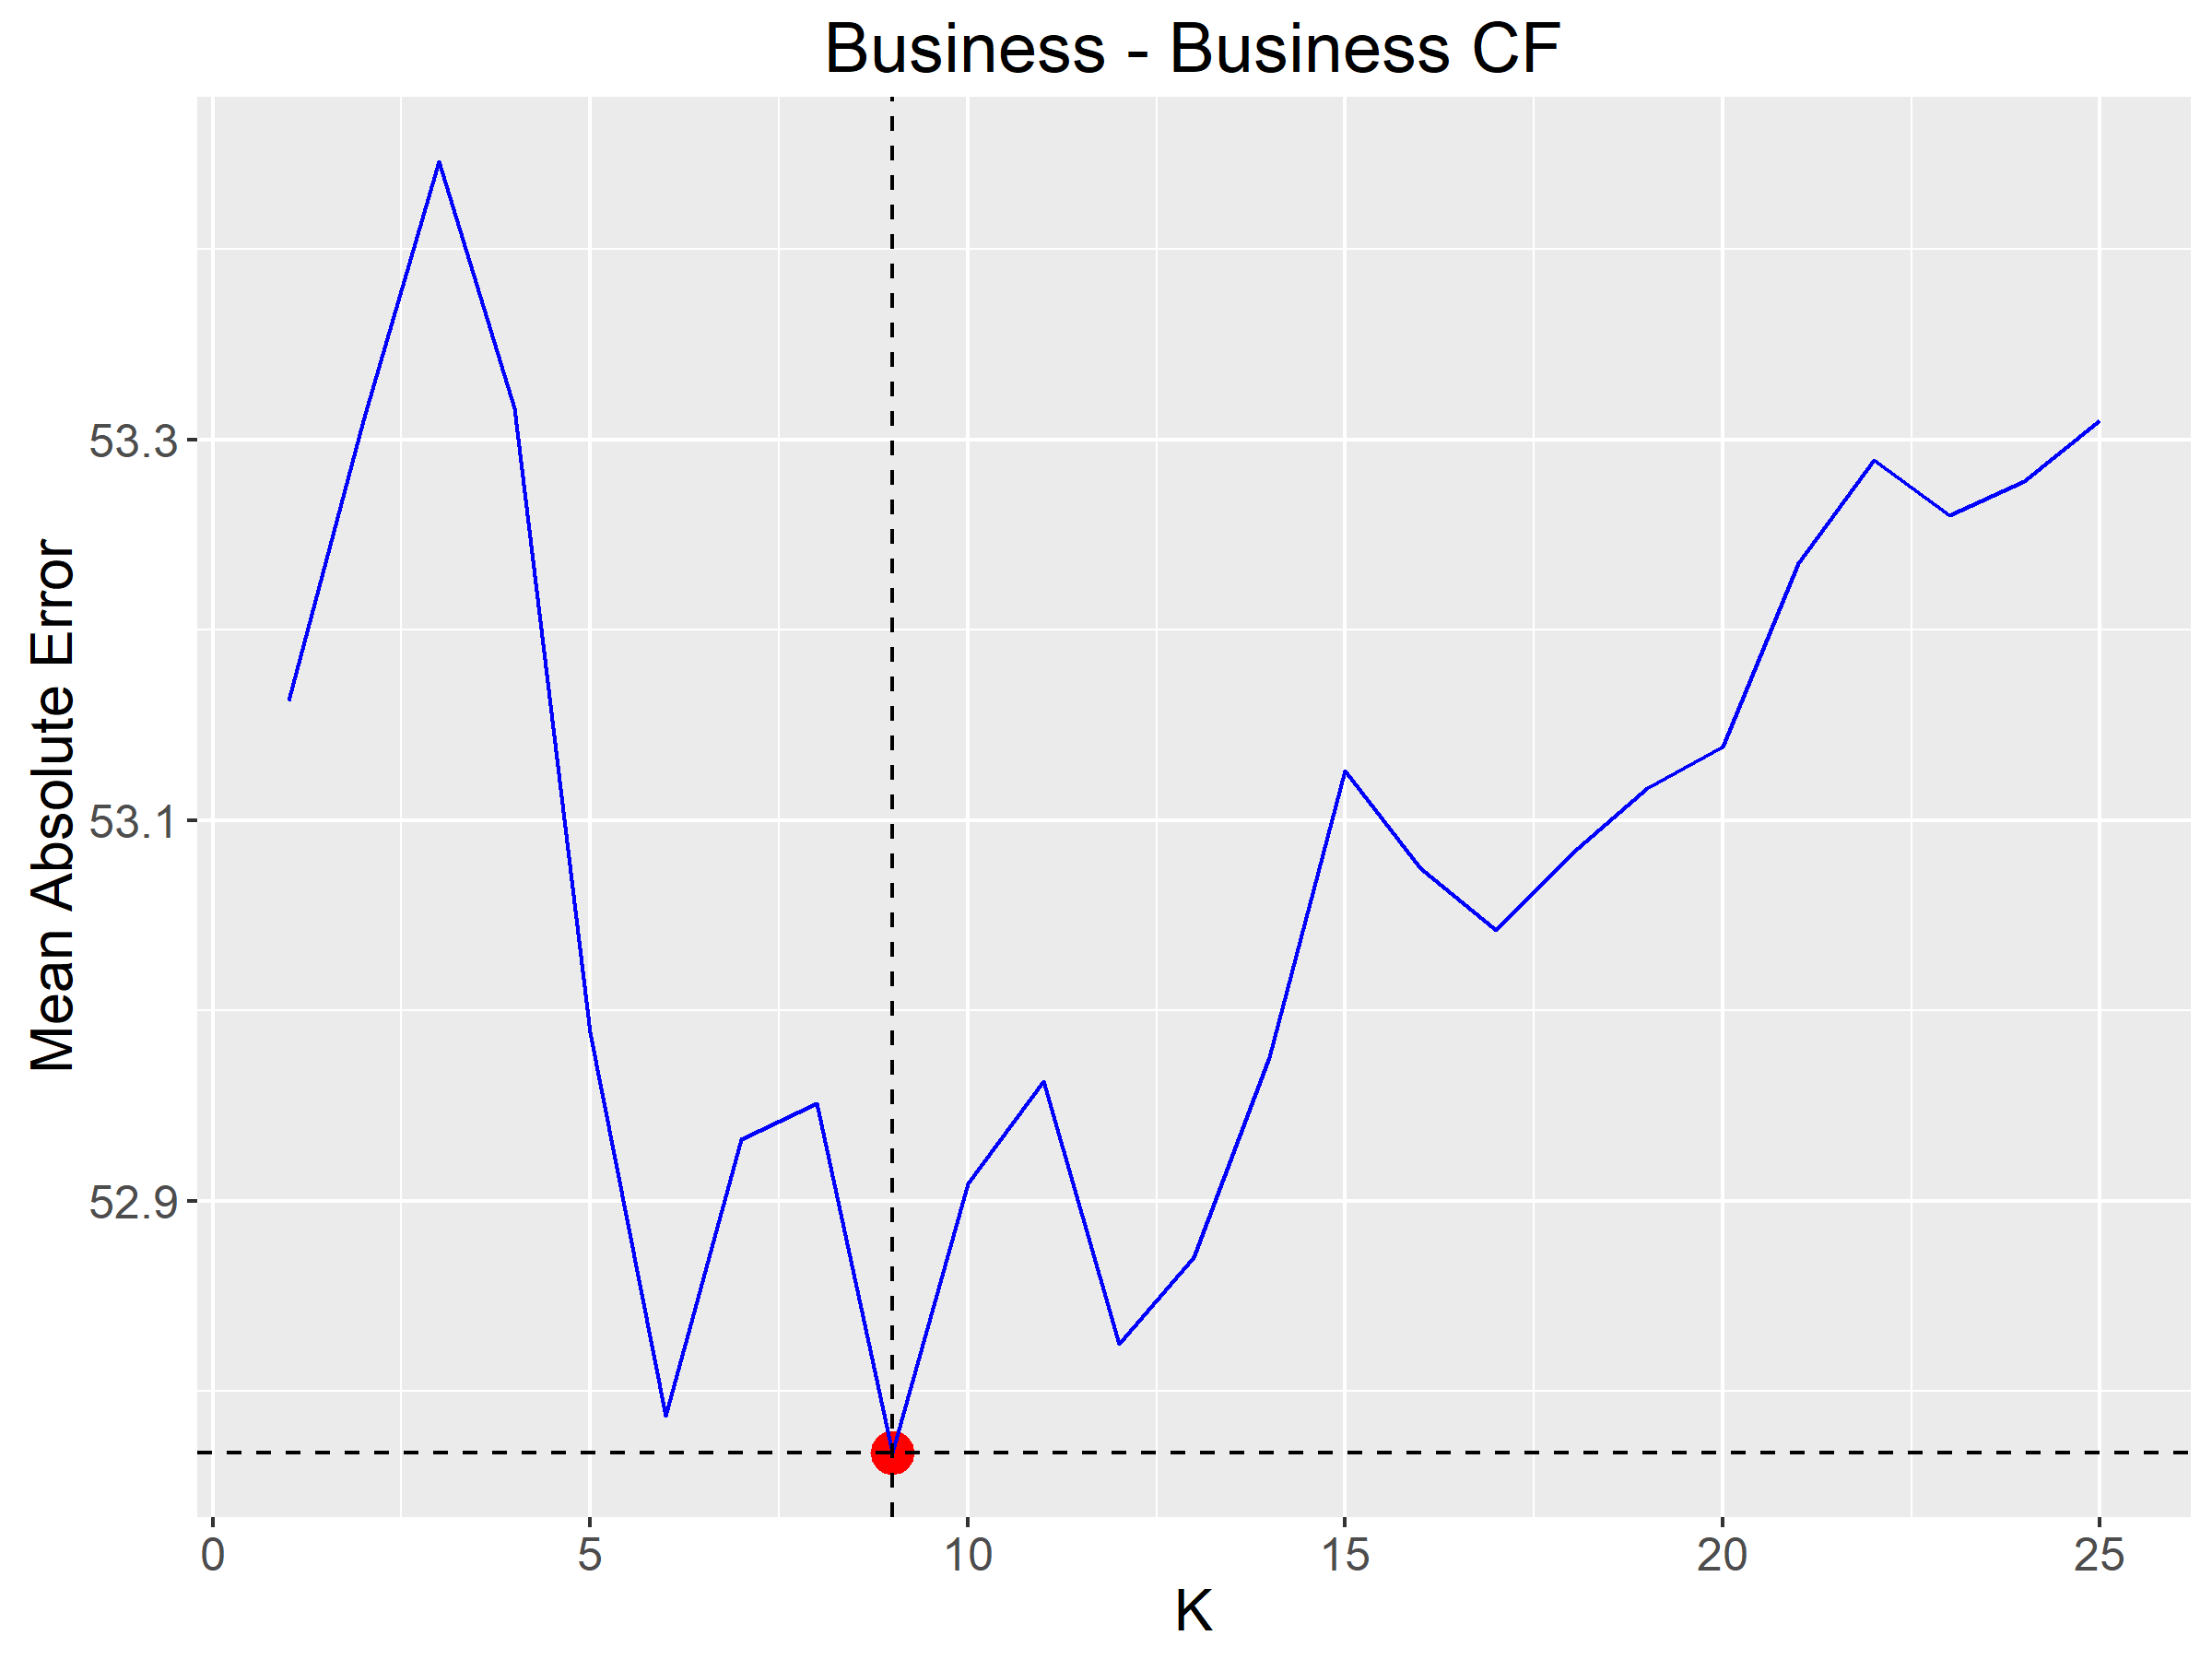 Business - Business CF
Mean Absolute Error
53.3
53.1
52.9
0 5 10 15 20 25
K